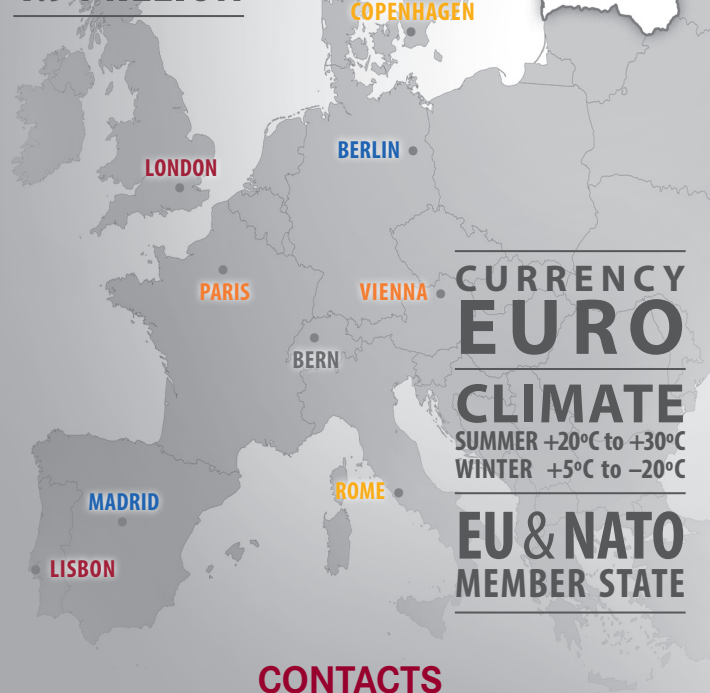 COPENHAGEN
BERLIN
LONDON
PARIS
VIENNA
BERN
CURRENCY
EURO
CLIMATE
SUMMER +20ºC to +30ºC
WINTER +5ºC to –20ºC
ROME
MADRID
EU & NATO
MEMBER STATE
LISBON
CONTACTS